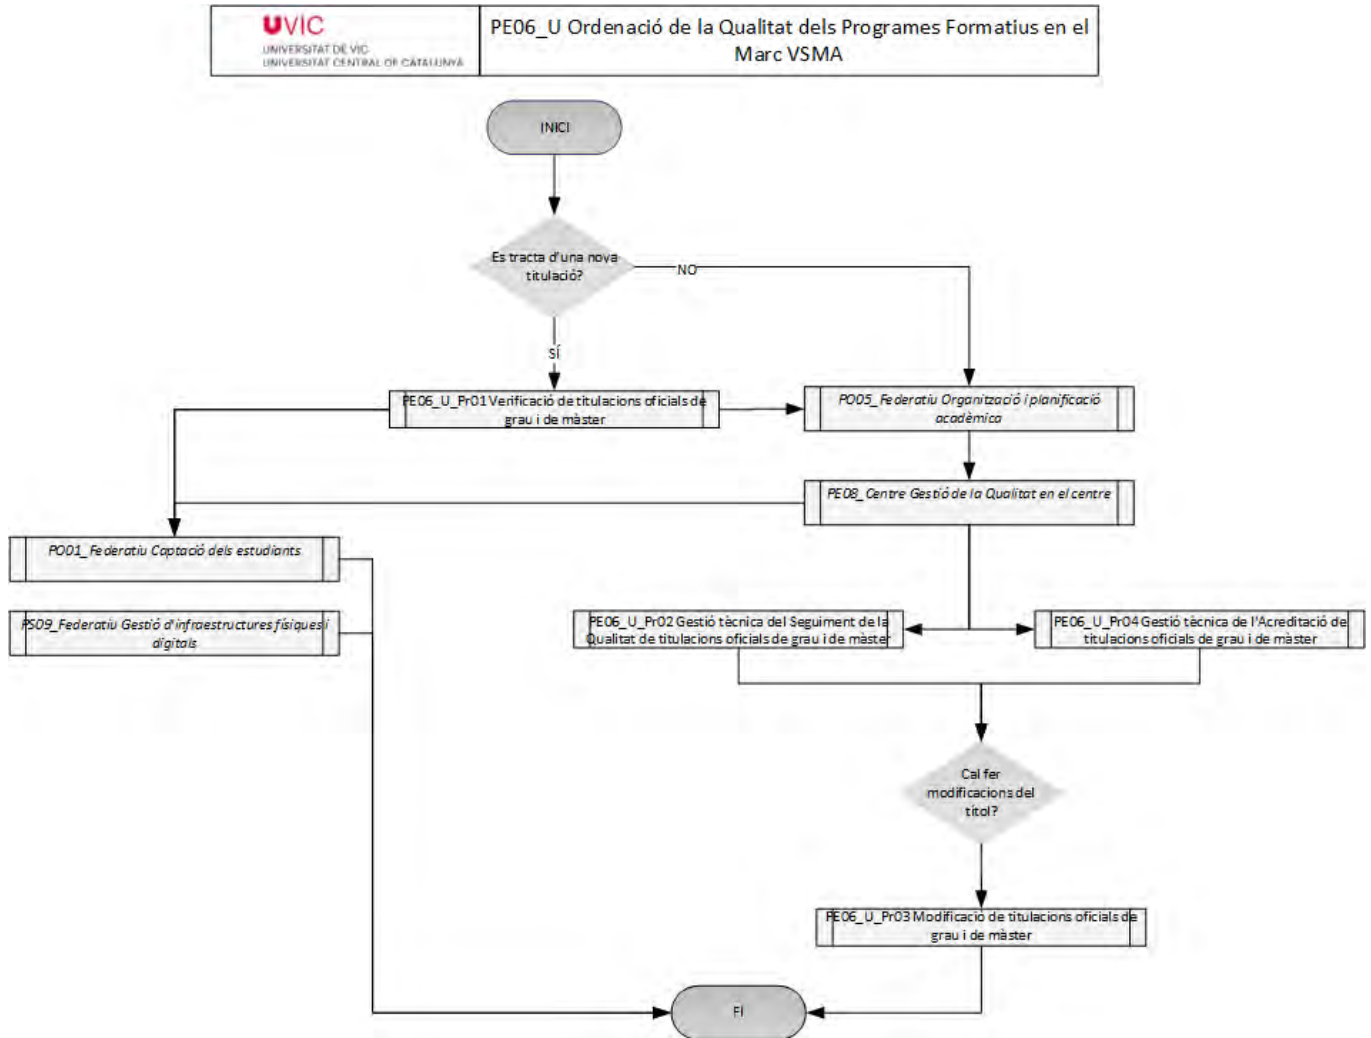 UVIC
UNIVERSITAT DE VIC
UNIVERSITAT CENTRAL DE CATALUNYA
PE06_U Ordenació de la Qualitat dels Programes Formatius en el
Marc VSMA
INICI
Es tracta d'una nova
titulació?
NO
SÍ
PE06_U_Pr01 Verificació de titulacions oficials de
grau i de màster
PO05_Federatiu Organització i planificació
acadèmica
PE08_Centre Gestió de la Qualitat en el centre
PO01_Federatiu Captació dels estudiants
PS09_Federatiu Gestió d'infraestructures físiques i
digitals
PE06_U_Pr02 Gestió tècnica del Seguiment de la
Qualitat de titulacions oficials de grau i de màster
PE06_U_Pr04 Gestió tècnica de l'Acreditació de
titulacions oficials de grau i de màster
Cal fer
modificacions del
títol?
PE06_U_Pr03 Modificació de titulacions oficials de
grau i de màster
FI